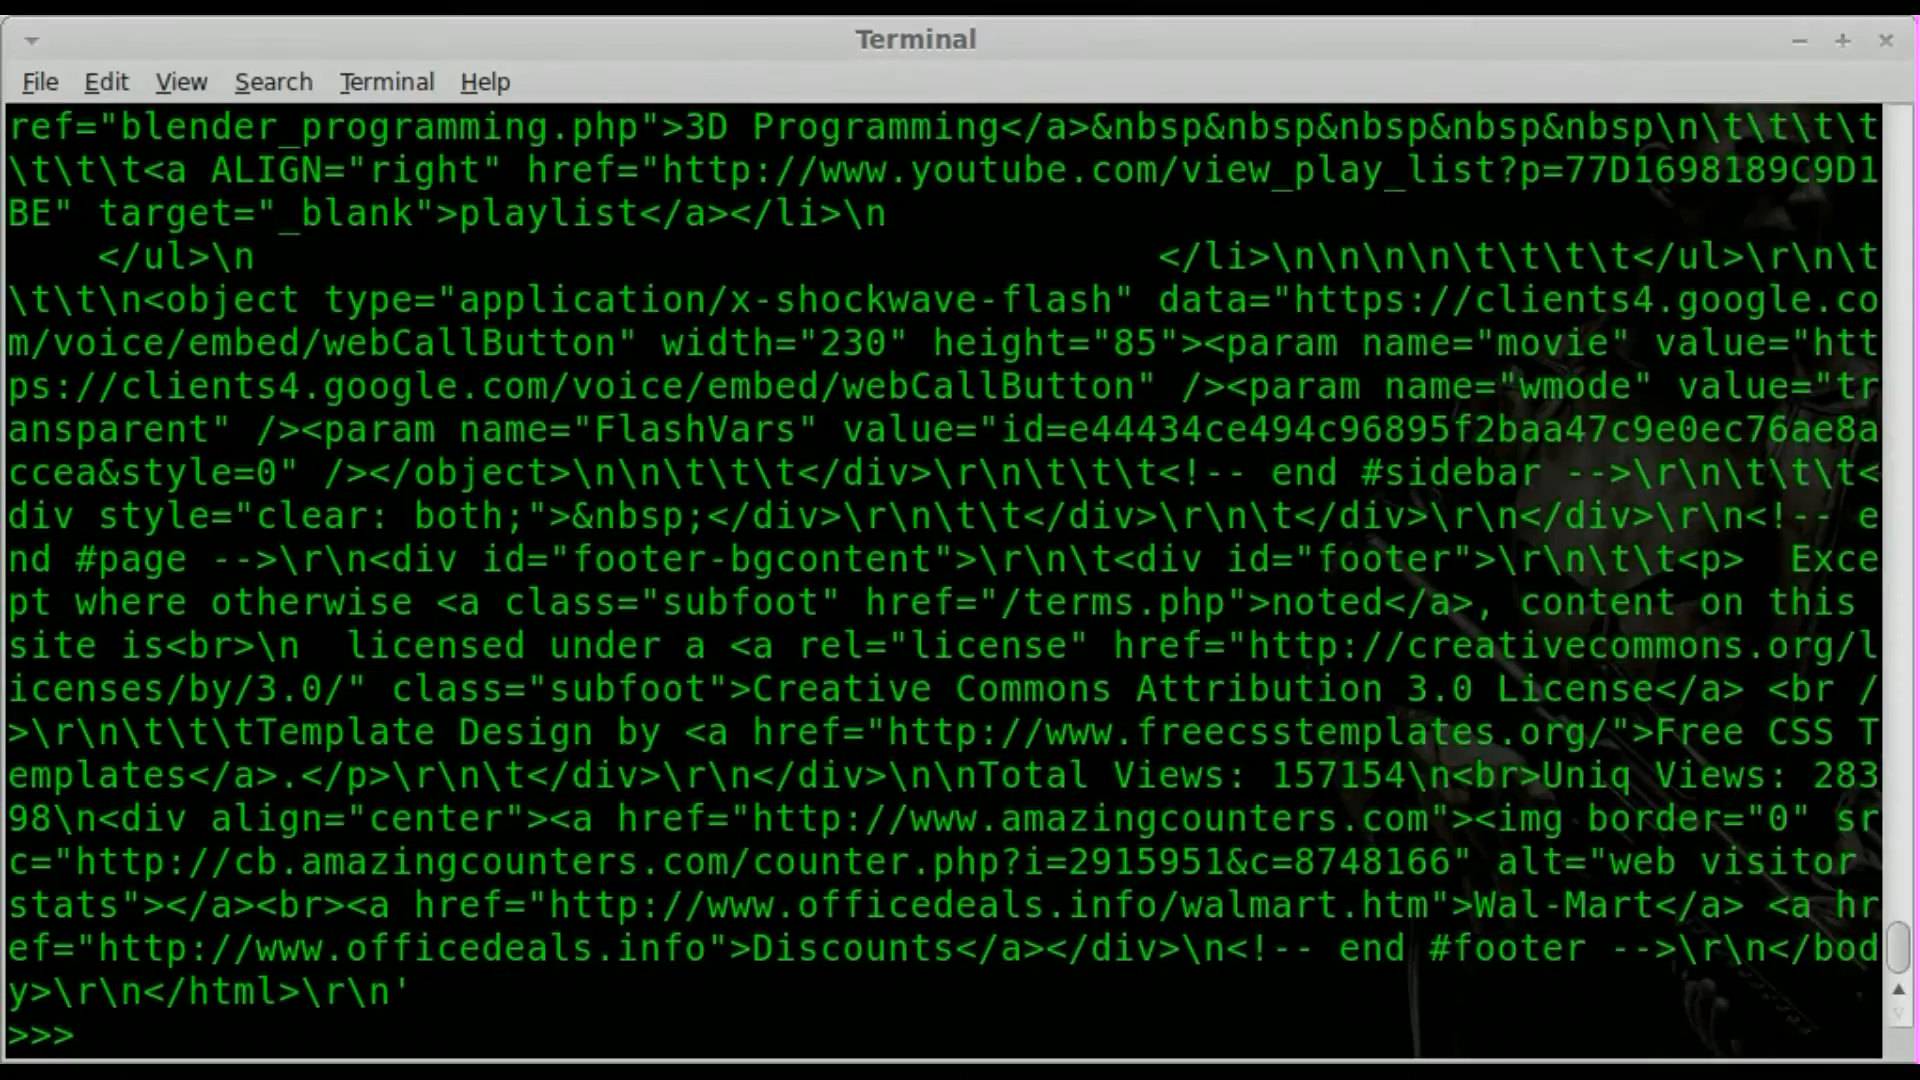 Terminal
File Edit View Search Terminal Help
ref="blender_programming.php">3D Programming</a>&nbsp&nbsp&nbsp&nbsp&nbsp\n\t\t\t\t
\t\t\t<a ALIGN="right" href="http://www.youtube.com/view_play_list?p=77D1698189C9D1
BE" target="_blank">playlist</a></li>\n
</ul>\n </li>\n\n\n\n\t\t\t\t</ul>\r\n\t
\t\t\n<object type="application/x-shockwave-flash" data="https://clients4.google.co
m/voice/embed/webCallButton" width="230" height="85"><param name="movie" value="htt
ps://clients4.google.com/voice/embed/webCallButton" /><param name="wmode" value="tr
ansparent" /><param name="FlashVars" value="id=e44434ce494c96895f2baa47c9e0ec76ae8a
ccea&style=0" /></object>\n\n\t\t\t</div>\r\n\t\t\t<!-- end #sidebar -->\r\n\t\t\t<
div style="clear: both;">&nbsp;</div>\r\n\t\t</div>\r\n\t</div>\r\n</div>\r\n<!-- e
nd #page -->\r\n<div id="footer-bgcontent">\r\n\t<div id="footer">\r\n\t\t<p>  Exce
pt where otherwise <a class="subfoot" href="/terms.php">noted</a>, content on this
site is<br>\n  licensed under a <a rel="license" href="http://creativecommons.org/l
icenses/by/3.0/" class="subfoot">Creative Commons Attribution 3.0 License</a> <br /
>\r\n\t\t\tTemplate Design by <a href="http://www.freecsstemplates.org/">Free CSS T
emplates</a>.</p>\r\n\t</div>\r\n</div>\n\nTotal Views: 157154\n<br>Uniq Views: 283
98\n<div align="center"><a href="http://www.amazingcounters.com"><img border="0" sr
c="http://cb.amazingcounters.com/counter.php?i=2915951&c=8748166" alt="web visitor
stats"></a><br><a href="http://www.officedeals.info/walmart.htm">Wal-Mart</a> <a hr
ef="http://www.officedeals.info">Discounts</a></div>\n<!-- end #footer -->\r\n</bod
y>\r\n</html>\r\n'
>>>